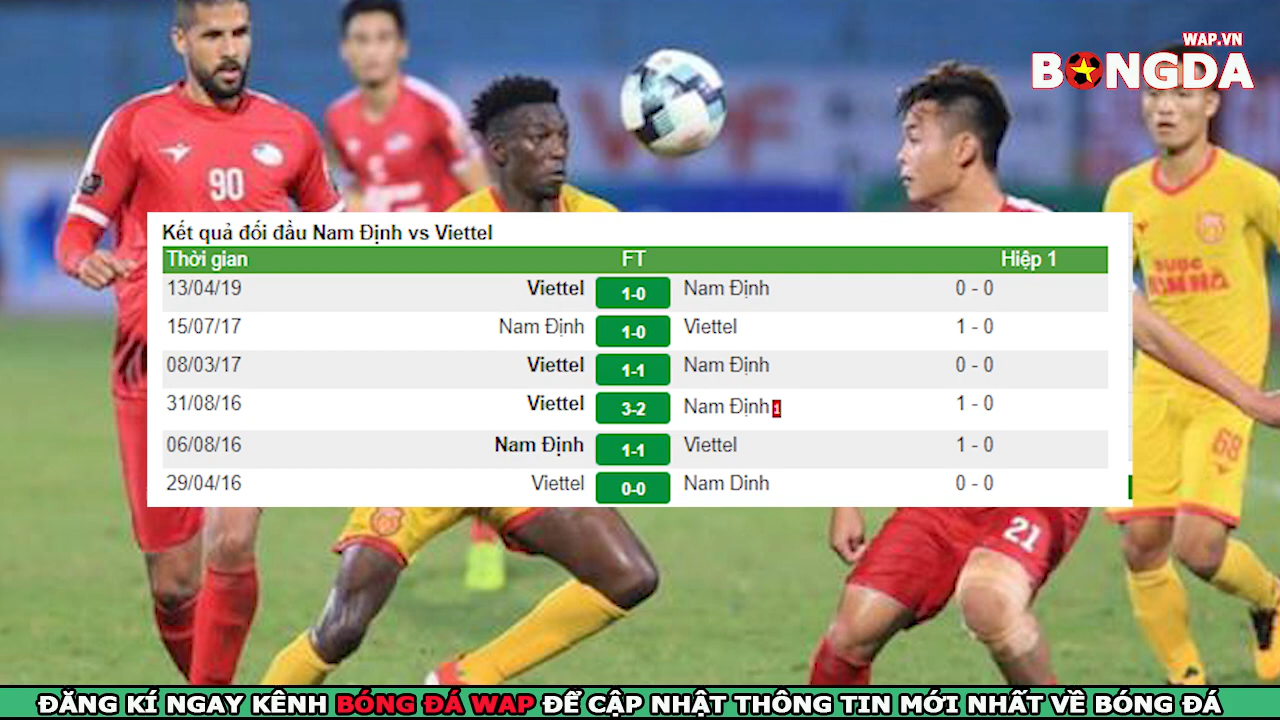 WAP.VN
BONGDA
90
Kết quả đối đầu Nam Định vs Viettel
Thời gian FT Hiệp 1
13/04/19 Viettel 1-0 Nam Định 0 - 0
15/07/17 Nam Định 1-0 Viettel 1 - 0
08/03/17 Viettel 1-1 Nam Định 0 - 0
31/08/16 Viettel 3-2 Nam Định 1 1 - 0
06/08/16 Nam Định 1-1 Viettel 1 - 0
29/04/16 Viettel 0-0 Nam Dinh 0 - 0
68
21
ĐĂNG KÍ NGAY KÊNH BÓNG ĐÁ WAP ĐỂ CẬP NHẬT THÔNG TIN MỚI NHẤT VỀ BÓNG ĐÁ